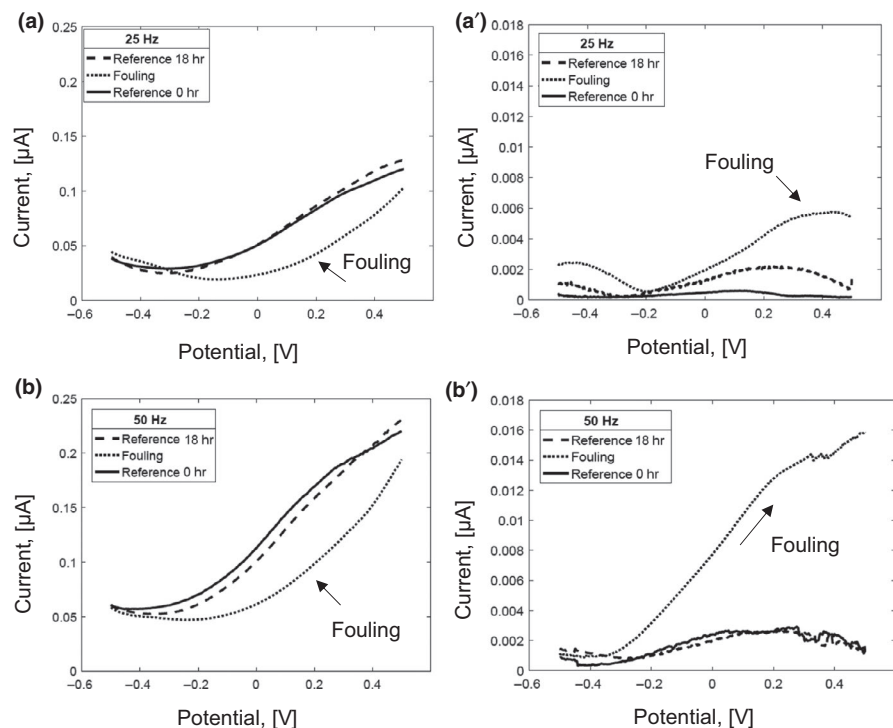 (a)
25 Hz
Reference 18 hr
Fouling
Reference 0 hr
0.25
0.2
0.15
0.1
0.05
0
Current, [µA]
Fouling
−0.6
−0.4
−0.2
0
0.2
0.4
Potential, [V]
(a′)
25 Hz
Reference 18 hr
Fouling
Reference 0 hr
0.018
0.016
0.014
0.012
0.01
0.008
0.006
0.004
0.002
0
Current, [µA]
Fouling
−0.6
−0.4
−0.2
0
0.2
0.4
Potential, [V]
(b)
50 Hz
Reference 18 hr
Fouling
Reference 0 hr
0.25
0.2
0.15
0.1
0.05
0
Current, [µA]
Fouling
−0.6
−0.4
−0.2
0
0.2
0.4
Potential, [V]
(b′)
50 Hz
Reference 18 hr
Fouling
Reference 0 hr
0.018
0.016
0.014
0.012
0.01
0.008
0.006
0.004
0.002
0
Current, [µA]
Fouling
−0.6
−0.4
−0.2
0
0.2
0.4
Potential, [V]